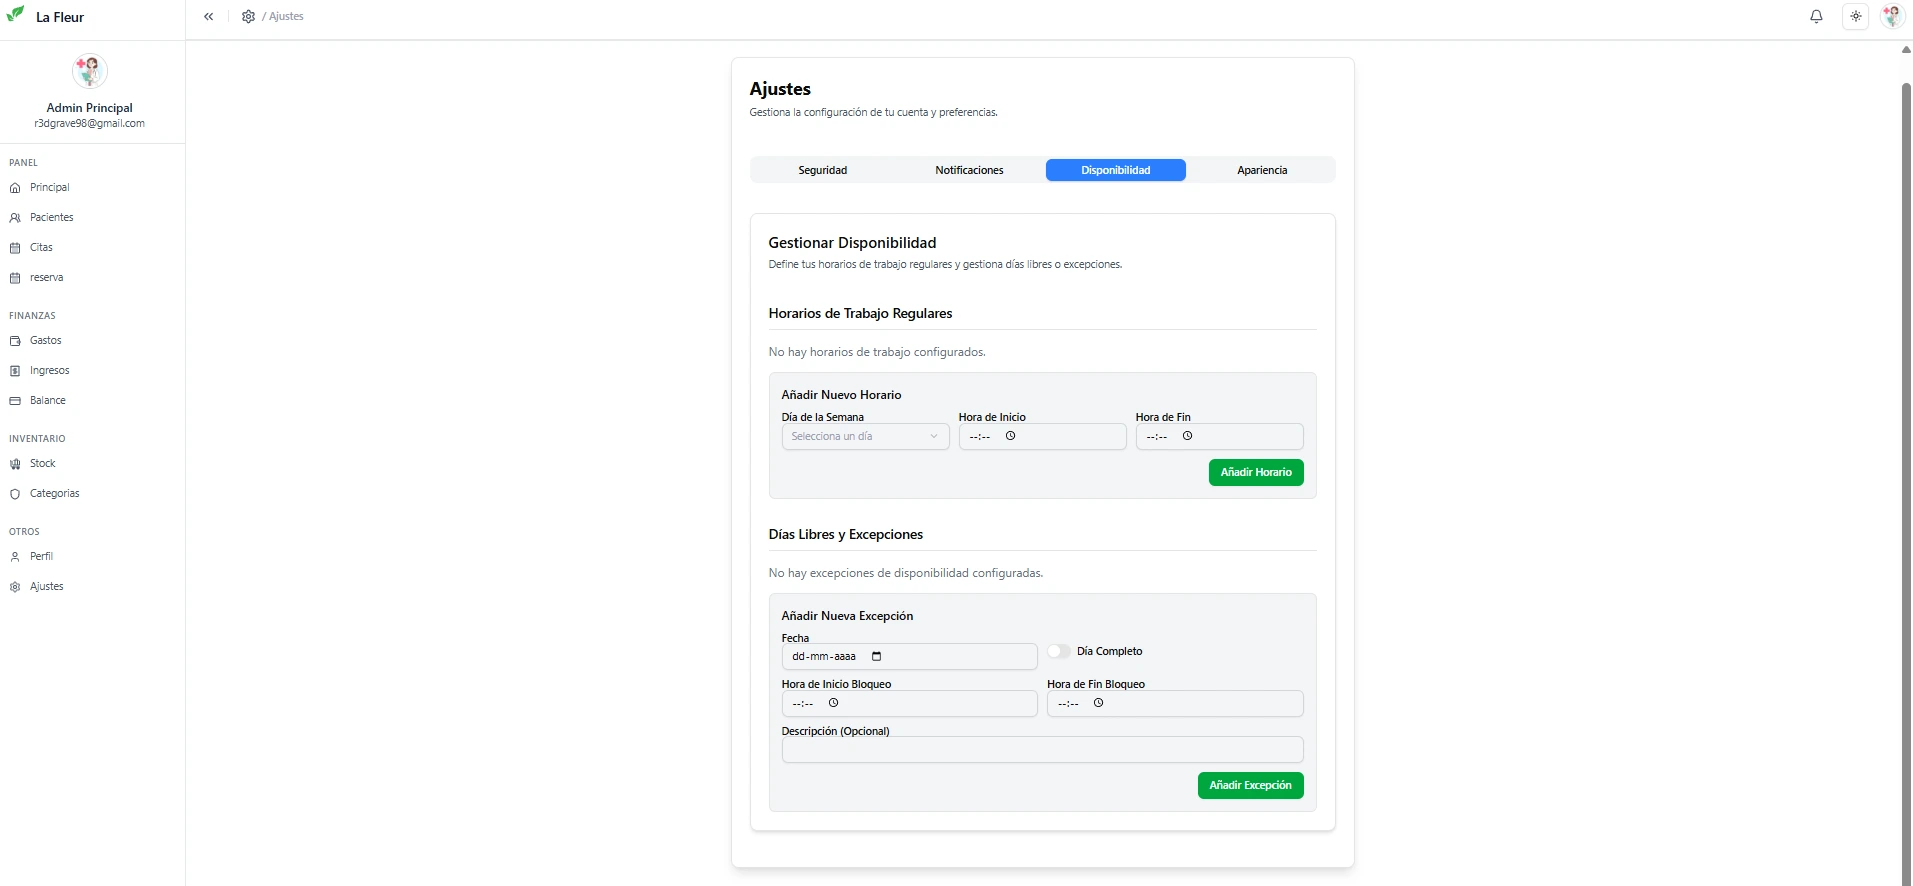 La Fleur
/ Ajustes
Admin Principal
r3dgrave98@gmail.com
PANEL
Principal
Pacientes
Citas
reserva
FINANZAS
Gastos
Ingresos
Balance
INVENTARIO
Stock
Categorias
OTROS
Perfil
Ajustes
Ajustes
Gestiona la configuración de tu cuenta y preferencias.
Seguridad Notificaciones Disponibilidad Apariencia
Gestionar Disponibilidad
Define tus horarios de trabajo regulares y gestiona días libres o excepciones.
Horarios de Trabajo Regulares
No hay horarios de trabajo configurados.
Añadir Nuevo Horario
Día de la Semana Hora de Inicio Hora de Fin
Selecciona un día --:-- --:--
Añadir Horario
Días Libres y Excepciones
No hay excepciones de disponibilidad configuradas.
Añadir Nueva Excepción
Fecha
dd-mm-aaaa Día Completo
Hora de Inicio Bloqueo Hora de Fin Bloqueo
--:-- --:--
Descripción (Opcional)
Añadir Excepción